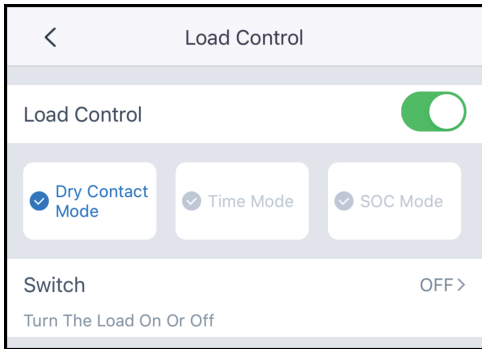 Load Control
Load Control
Dry Contact
Mode
Time Mode
SOC Mode
Switch
OFF
Turn The Load On Or Off